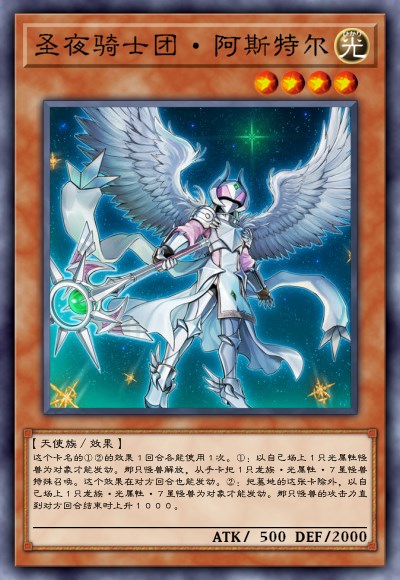 圣夜骑士团·阿斯特尔
光
ひかり
【天使族/效果】
这个卡名的①②的效果1回合各能使用1次。①：以自己场上1只光属性怪
兽为对象才能发动。那只怪兽解放，从手卡把1只龙族·光属性·7星怪兽
特殊召唤。这个效果在对方回合也能发动。②：把墓地的这张卡除外，以自
己场上1只龙族·光属性·7星怪兽为对象才能发动。那只怪兽的攻击力直
到对方回合结束时上升1000。
ATK/ 500 DEF/2000